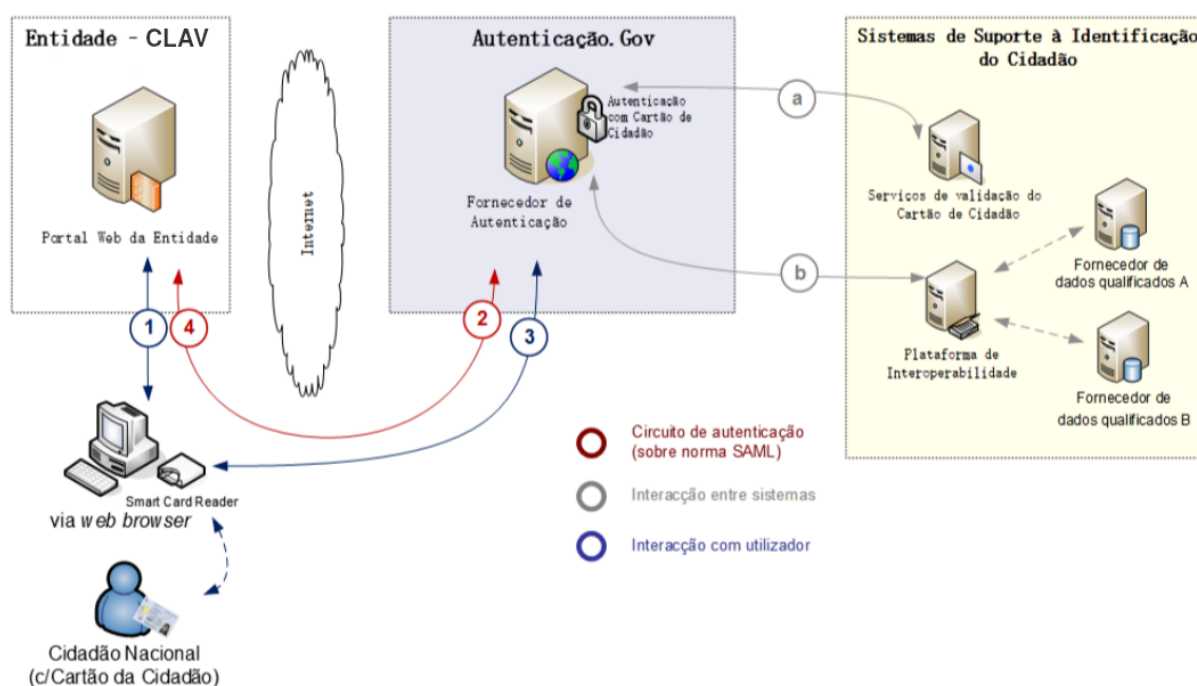 Entidade - CLAV
Portal Web da Entidade
Internet
Autenticação.Gov
Autenticação
com Cartão de
Cidadão
Fornecedor de
Autenticação
Sistemas de Suporte à Identificação
do Cidadão
a
Serviços de validação do
Cartão de Cidadão
b
Fornecedor de
dados qualificados A
Plataforma de
Interoperabilidade
Fornecedor de
dados qualificados B
1
4
2
3
Smart Card Reader
via web browser
Cidadão Nacional
(c/Cartão da Cidadão)
Circuito de autenticação
(sobre norma SAML)
Interacção entre sistemas
Interacção com utilizador